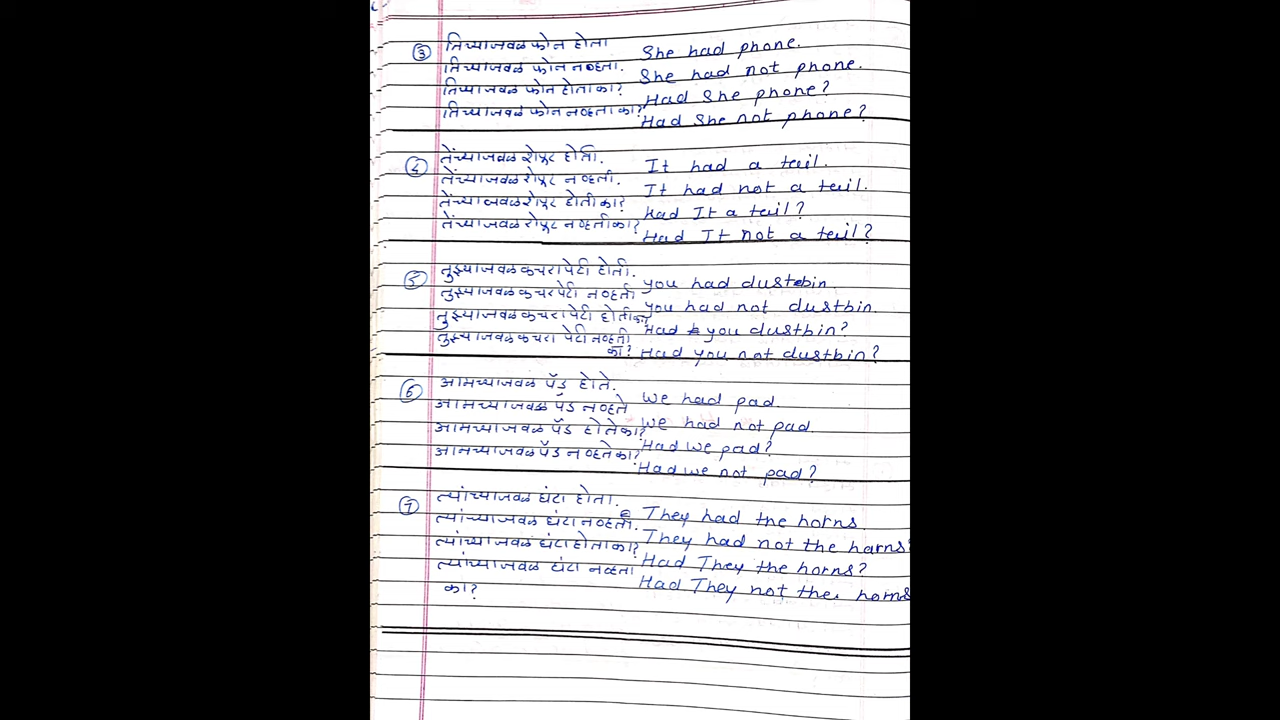 ③ तिच्याजवळ फोन होता She had phone.
तिच्याजवळ फोन नव्हता. She had not phone.
तिच्याजवळ फोन होता का? Had She phone?
तिच्याजवळ फोन नव्हता का? Had She not phone?
④ तेंच्याजवळ शेपूट होती. It had a tail.
तेंच्याजवळ शेपूट नव्हती. It had not a tail.
तेंच्याजवळ शेपूट होती का? Had It a tail?
तेंच्याजवळ शेपूट नव्हती का? Had It not a tail?
⑤ तुझ्याजवळ कचरापेटी होती. you had dustbin.
तुझ्याजवळ कचरपेटी नव्हती you had not dustbin.
तुझ्याजवळ कचरापेटी होती का? Had you dustbin?
तुझ्याजवळ कचरा पेटी नव्हती
का? Had you not dustbin?
⑥ आमच्याजवळ पॅड होते. We had pad.
आमच्याजवळ पॅड नव्हते We had not pad.
आमच्याजवळ पॅड होते का? Had we pad?
आमच्याजवळ पॅड नव्हते का? Had we not pad?
⑦ त्यांच्याजवळ घंटा होता. They had the horns.
त्यांच्याजवळ घंटा नव्हती. They had not the horns?
त्यांच्याजवळ घंटा होता का? Had They the horns?
त्यांच्याजवळ घंटा नव्हता Had They not the horns
का?